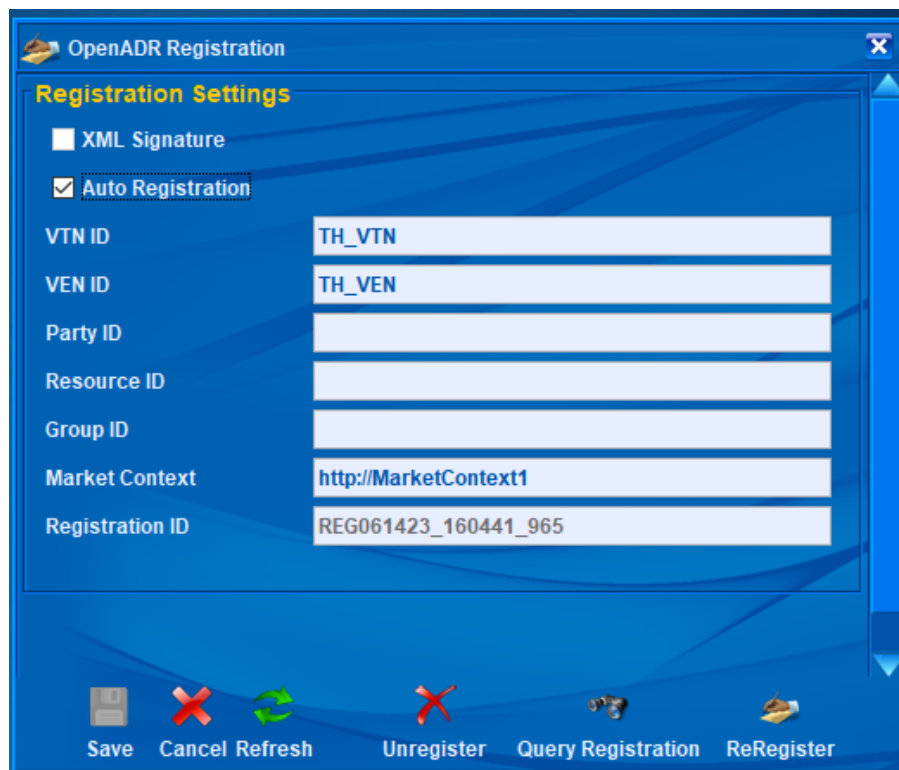 OpenADR Registration
Registration Settings
XML Signature
Auto Registration
VTN ID TH_VTN
VEN ID TH_VEN
Party ID
Resource ID
Group ID
Market Context http://MarketContext1
Registration ID REG061423_160441_965
Save Cancel Refresh Unregister Query Registration ReRegister